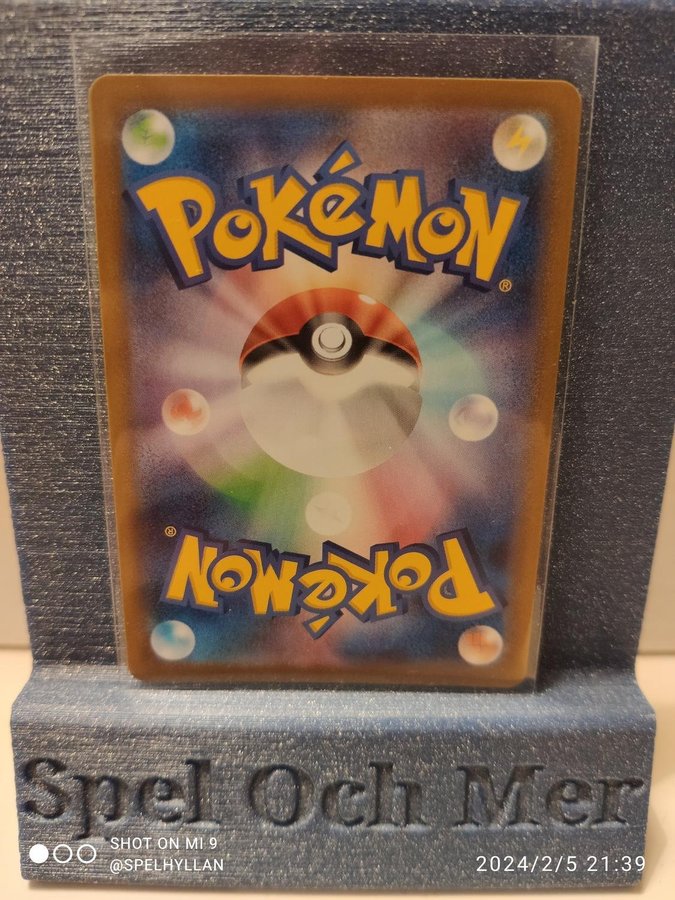 POKéMON
®
®
POKéMON
Spel Och Mer
SHOT ON MI 9
@SPELHYLLAN
2024/2/5 21:39